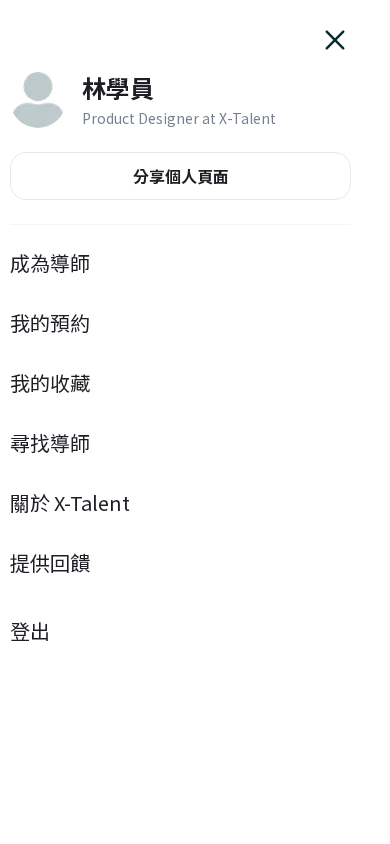 林學員
Product Designer at X-Talent
分享個人頁面
成為導師
我的預約
我的收藏
尋找導師
關於 X-Talent
提供回饋
登出